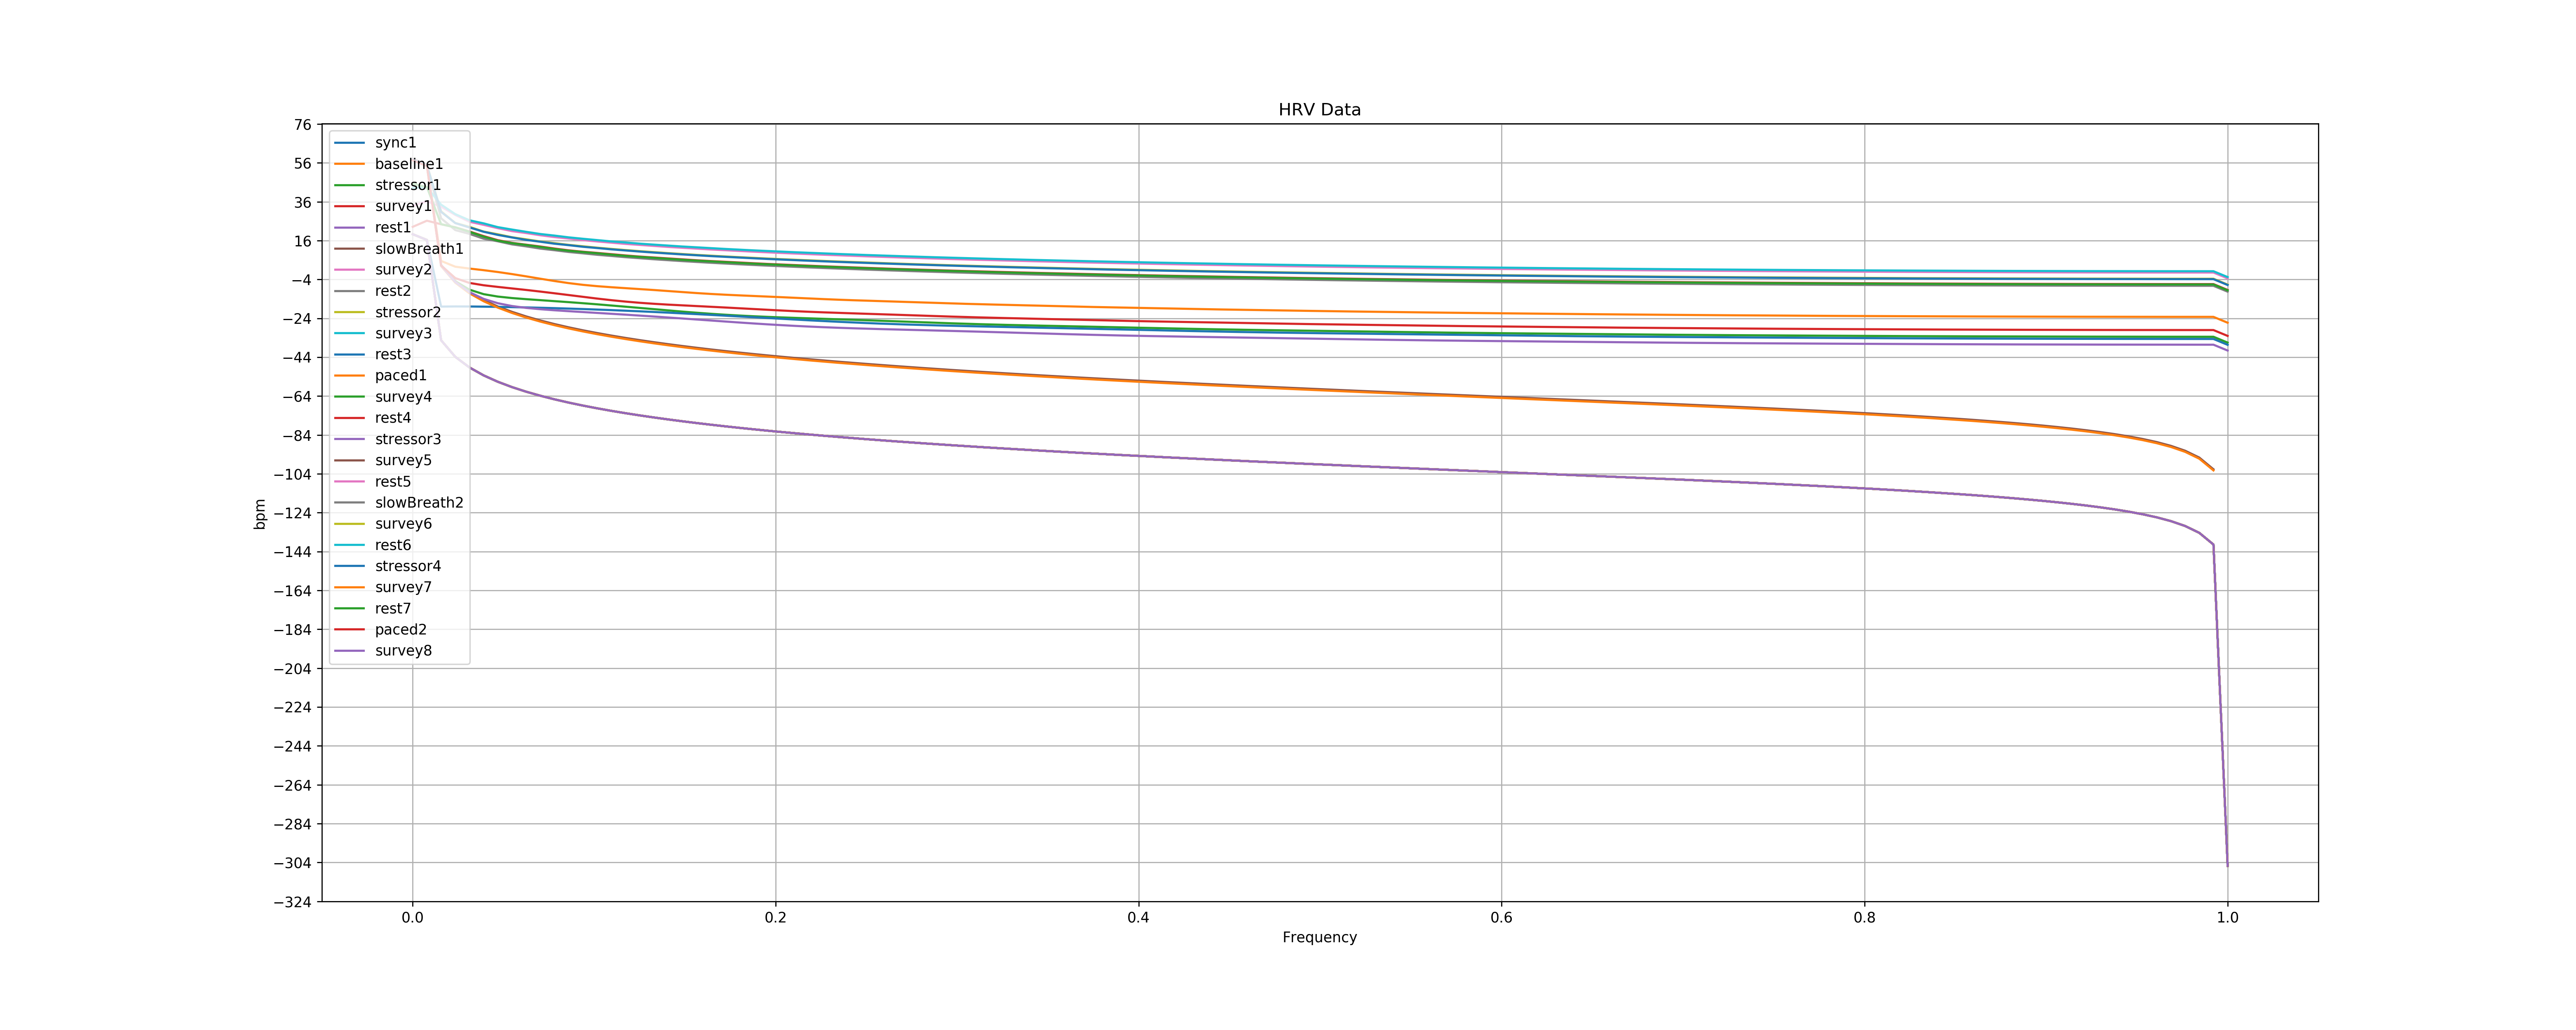 HRV Data
76
56
36
16
−4
−24
−44
−64
−84
−104
−124
−144
−164
−184
−204
−224
−244
−264
−284
−304
−324
bpm
sync1
baseline1
stressor1
survey1
rest1
slowBreath1
survey2
rest2
stressor2
survey3
rest3
paced1
survey4
rest4
stressor3
survey5
rest5
slowBreath2
survey6
rest6
stressor4
survey7
rest7
paced2
survey8
0.0 0.2 0.4 0.6 0.8 1.0
Frequency